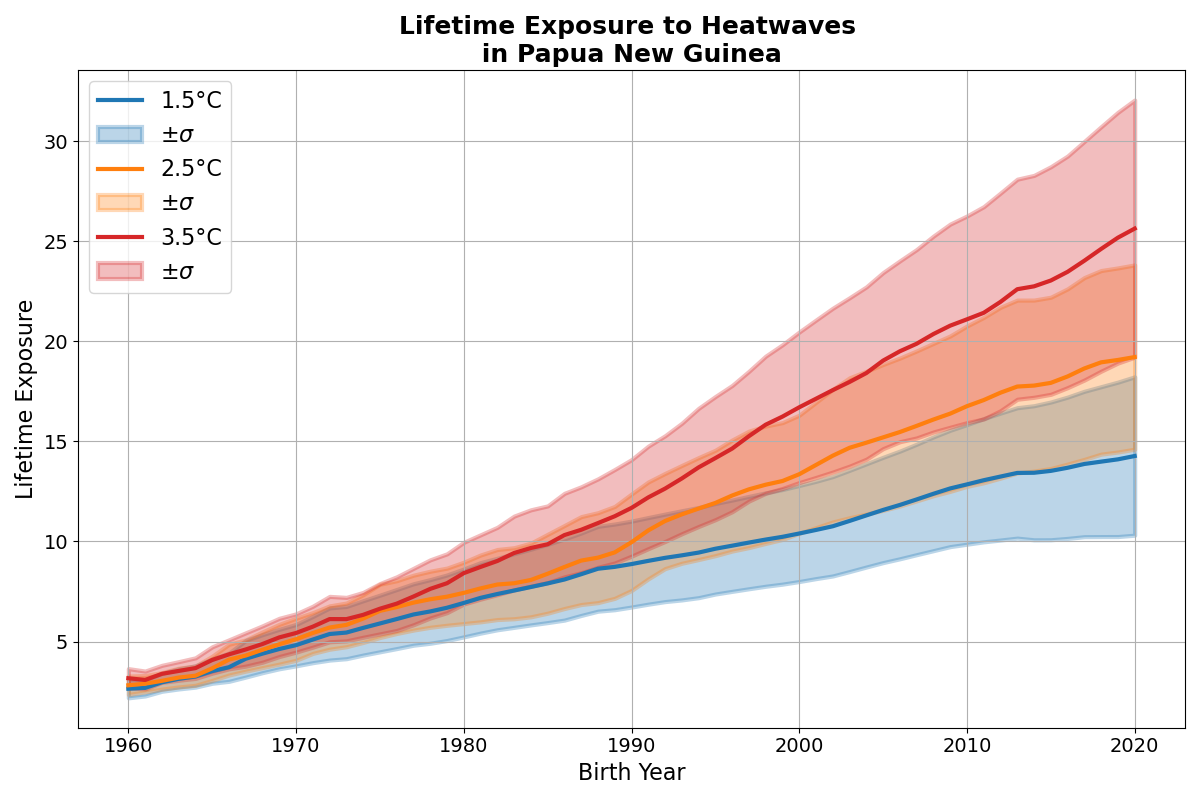 Lifetime Exposure to Heatwaves
in Papua New Guinea
1.5°C
±σ
2.5°C
±σ
3.5°C
±σ
Lifetime Exposure
30
25
20
15
10
5
1960 1970 1980 1990 2000 2010 2020
Birth Year